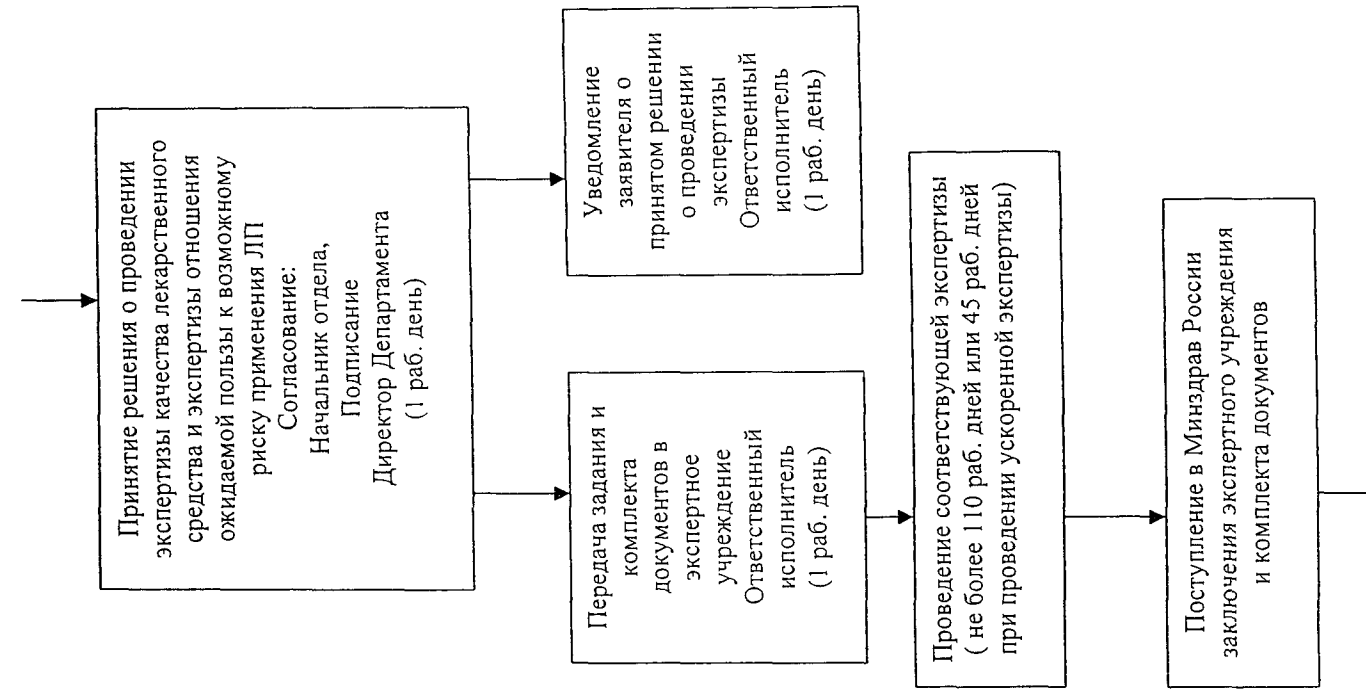 Принятие решения о проведении
экспертизы качества лекарственного
средства и экспертизы отношения
ожидаемой пользы к возможному
риску применения ЛП
Согласование:
Начальник отдела,
Подписание
Директор Департамента
(1 раб. день)
Передача задания и
комплекта
документов в
экспертное
учреждение
Ответственный
исполнитель
(1 раб. день)
Уведомление
заявителя о
принятом решении
о проведении
экспертизы
Ответственный
исполнитель
(1 раб. день)
Проведение соответствующей экспертизы
( не более 110 раб. дней или 45 раб. дней
при проведении ускоренной экспертизы)
Поступление в Минздрав России
заключения экспертного учреждения
и комплекта документов